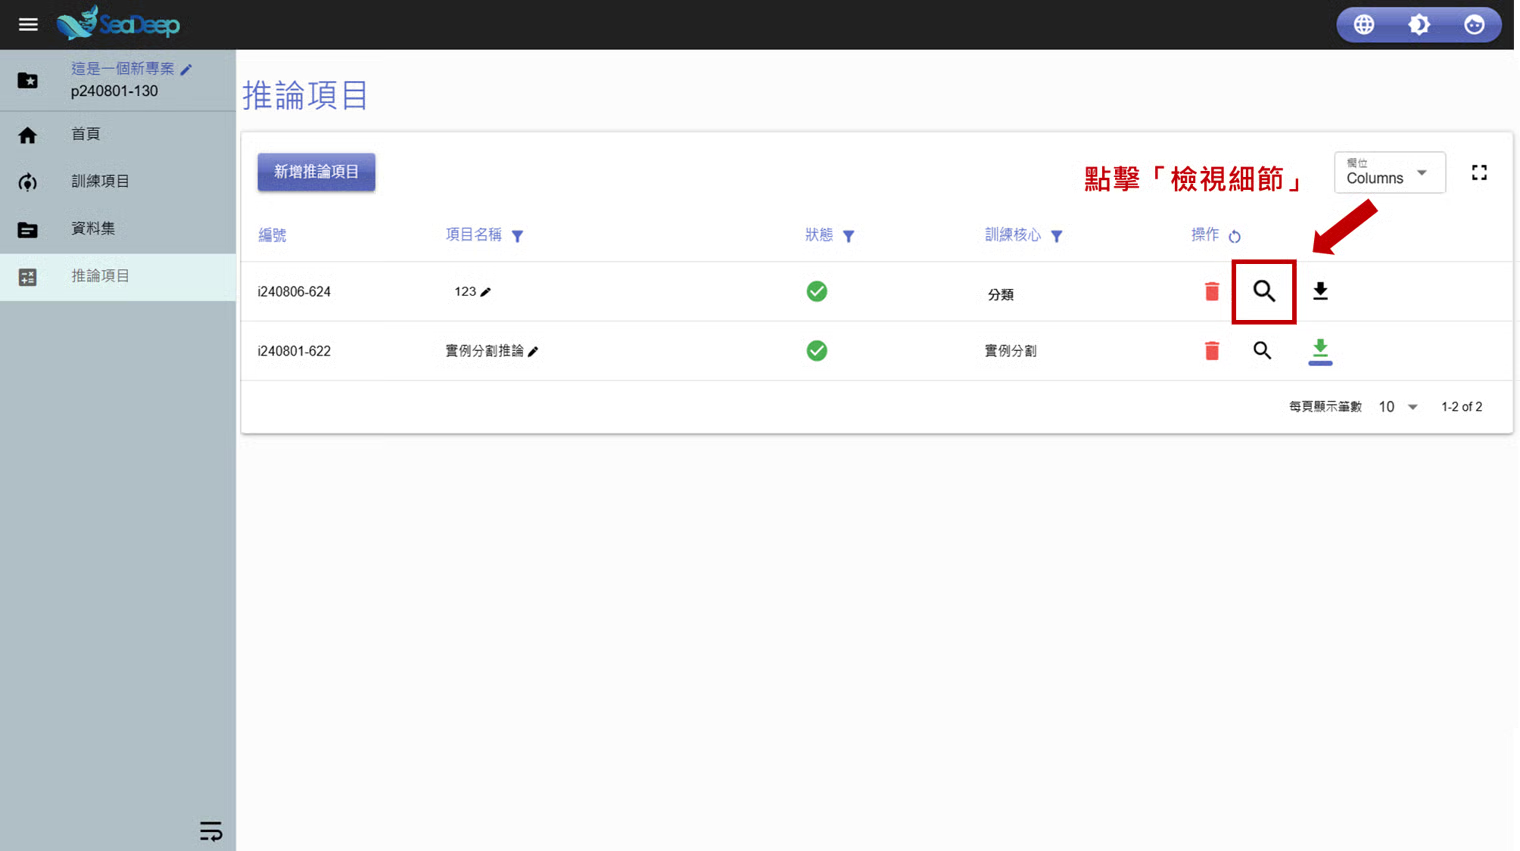 SeaDeep
這是一個新專案
p240801-130
首頁
訓練項目
資料集
推論項目
推論項目
新增推論項目
點擊「檢視細節」
欄位
Columns
編號 項目名稱 狀態 訓練核心 操作
i240806-624 123 分類
i240801-622 實例分割推論 實例分割
每頁顯示筆數 10 1-2 of 2